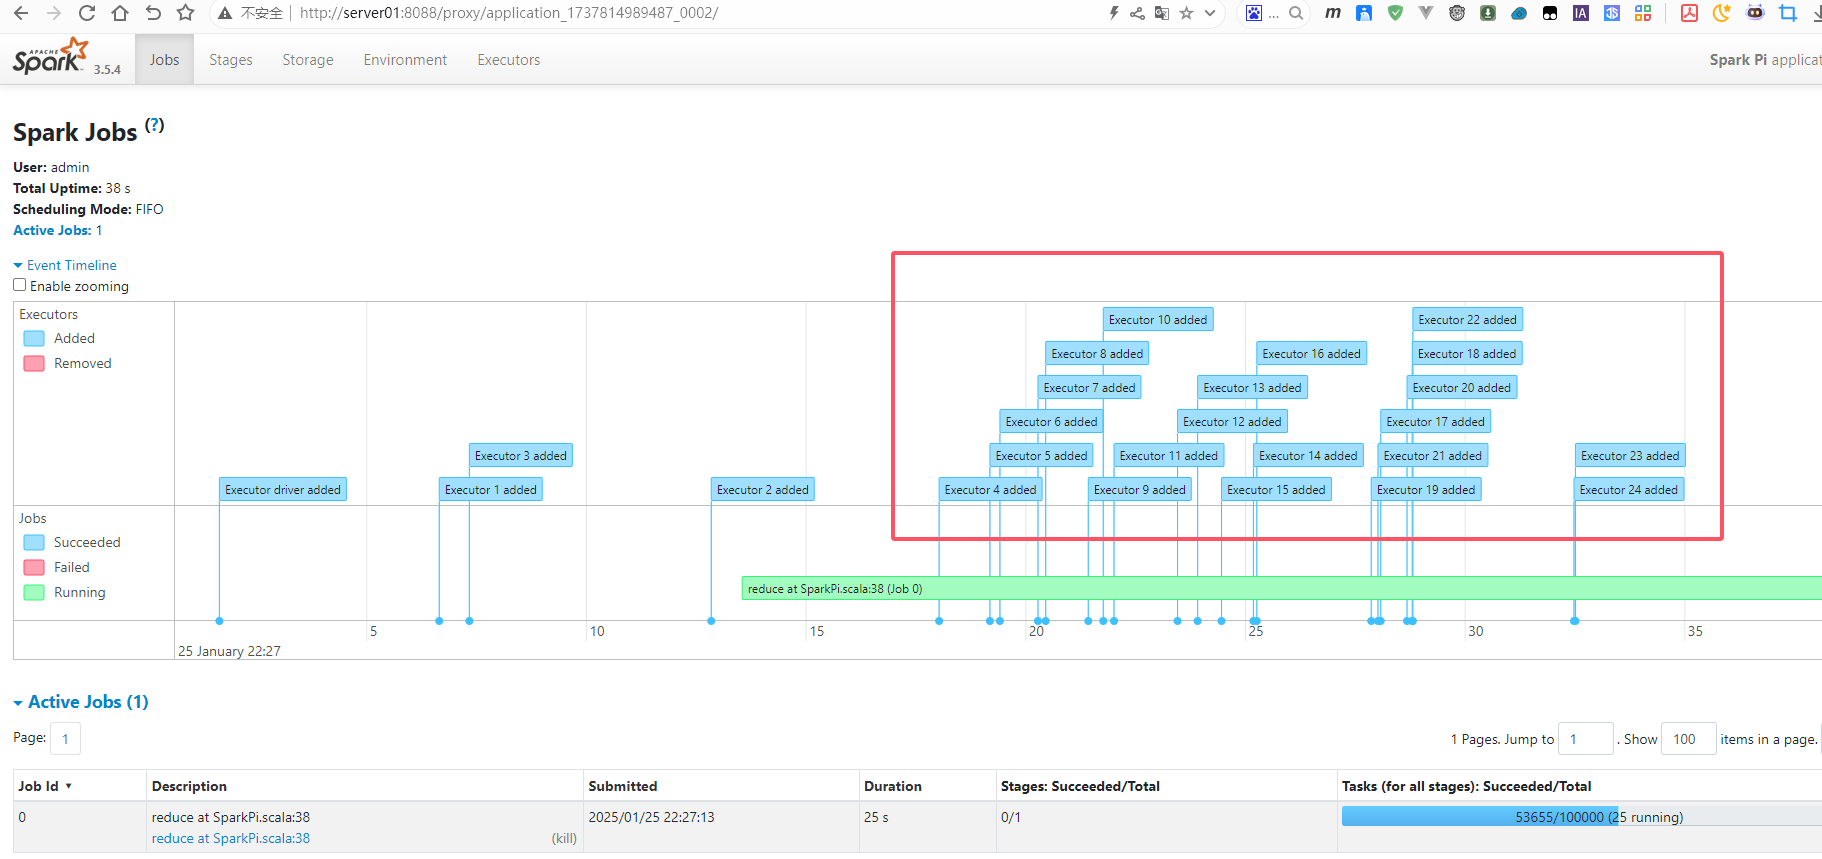 不安全 http://server01:8088/proxy/application_1737814989487_0002/
APACHE Spark 3.5.4 Jobs Stages Storage Environment Executors Spark Pi applicat
Spark Jobs (?)
User: admin
Total Uptime: 38 s
Scheduling Mode: FIFO
Active Jobs: 1
Event Timeline
Enable zooming
Executors
Added
Removed
Executor 10 added Executor 22 added
Executor 8 added Executor 16 added Executor 18 added
Executor 7 added Executor 13 added Executor 20 added
Executor 6 added Executor 12 added Executor 17 added
Executor 3 added Executor 5 added Executor 11 added Executor 14 added Executor 21 added Executor 23 added
Executor driver added Executor 1 added Executor 2 added Executor 4 added Executor 9 added Executor 15 added Executor 19 added Executor 24 added
Jobs
Succeeded
Failed
Running
reduce at SparkPi.scala:38 (Job 0)
5 10 15 20 25 30 35
25 January 22:27
Active Jobs (1)
Page: 1 1 Pages. Jump to 1 . Show 100 items in a page.
Job Id ▾ Description Submitted Duration Stages: Succeeded/Total Tasks (for all stages): Succeeded/Total
0 reduce at SparkPi.scala:38 2025/01/25 22:27:13 25 s 0/1 53655/100000 (25 running)
reduce at SparkPi.scala:38 (kill)